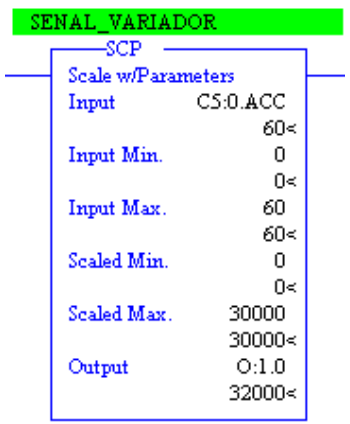 SENAL_VARIADOR
SCP
Scale w/Parameters
Input C5:0.ACC
60<
Input Min. 0
0<
Input Max. 60
60<
Scaled Min. 0
0<
Scaled Max. 30000
30000<
Output O:1.0
32000<